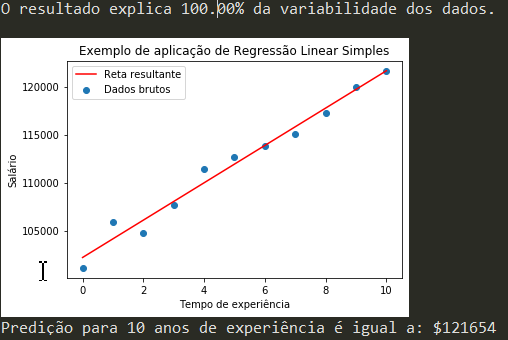 O resultado explica 100.00% da variabilidade dos dados.
Exemplo de aplicação de Regressão Linear Simples
Reta resultante
Dados brutos
120000
115000
110000
105000
Salário
0 2 4 6 8 10
Tempo de experiência
Predição para 10 anos de experiência é igual a: $121654